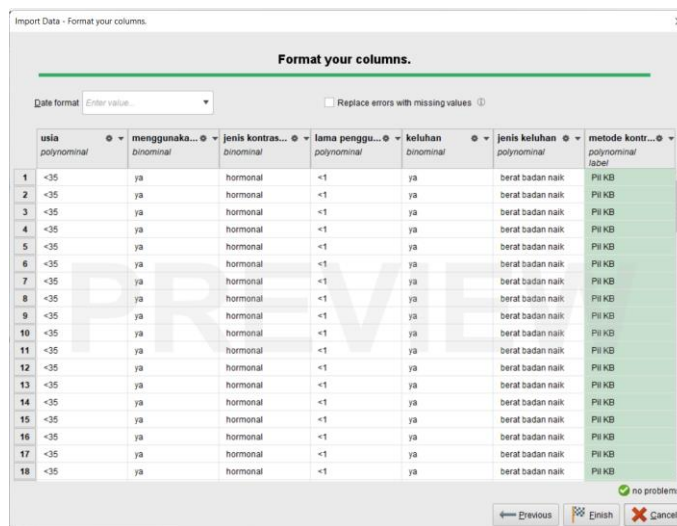 Import Data - Format your columns.
Format your columns.
Date format Enter value... Replace errors with missing values
usia menggunaka... jenis kontras... lama penggu... keluhan jenis keluhan metode kontr...
polynominal binominal binominal polynominal binominal polynominal polynominal
label
1 <35 ya hormonal <1 ya berat badan naik Pil KB
2 <35 ya hormonal <1 ya berat badan naik Pil KB
3 <35 ya hormonal <1 ya berat badan naik Pil KB
4 <35 ya hormonal <1 ya berat badan naik Pil KB
5 <35 ya hormonal <1 ya berat badan naik Pil KB
6 <35 ya hormonal <1 ya berat badan naik Pil KB
7 <35 ya hormonal <1 ya berat badan naik Pil KB
8 <35 ya hormonal <1 ya berat badan naik Pil KB
9 <35 ya hormonal <1 ya berat badan naik Pil KB
10 <35 ya hormonal <1 ya berat badan naik Pil KB
11 <35 ya hormonal <1 ya berat badan naik Pil KB
12 <35 ya hormonal <1 ya berat badan naik Pil KB
13 <35 ya hormonal <1 ya berat badan naik Pil KB
14 <35 ya hormonal <1 ya berat badan naik Pil KB
15 <35 ya hormonal <1 ya berat badan naik Pil KB
16 <35 ya hormonal <1 ya berat badan naik Pil KB
17 <35 ya hormonal <1 ya berat badan naik Pil KB
18 <35 ya hormonal <1 ya berat badan naik Pil KB
PREVIEW
no problem
Previous Finish Cancel